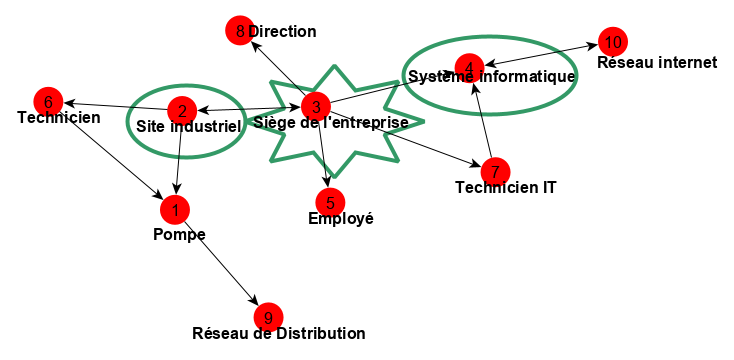 8 Direction
10
Réseau internet
4
Système informatique
6
Technicien
2
Site industriel
3
Siège de l'entreprise
7
Technicien IT
1
Pompe
5
Employé
9
Réseau de Distribution